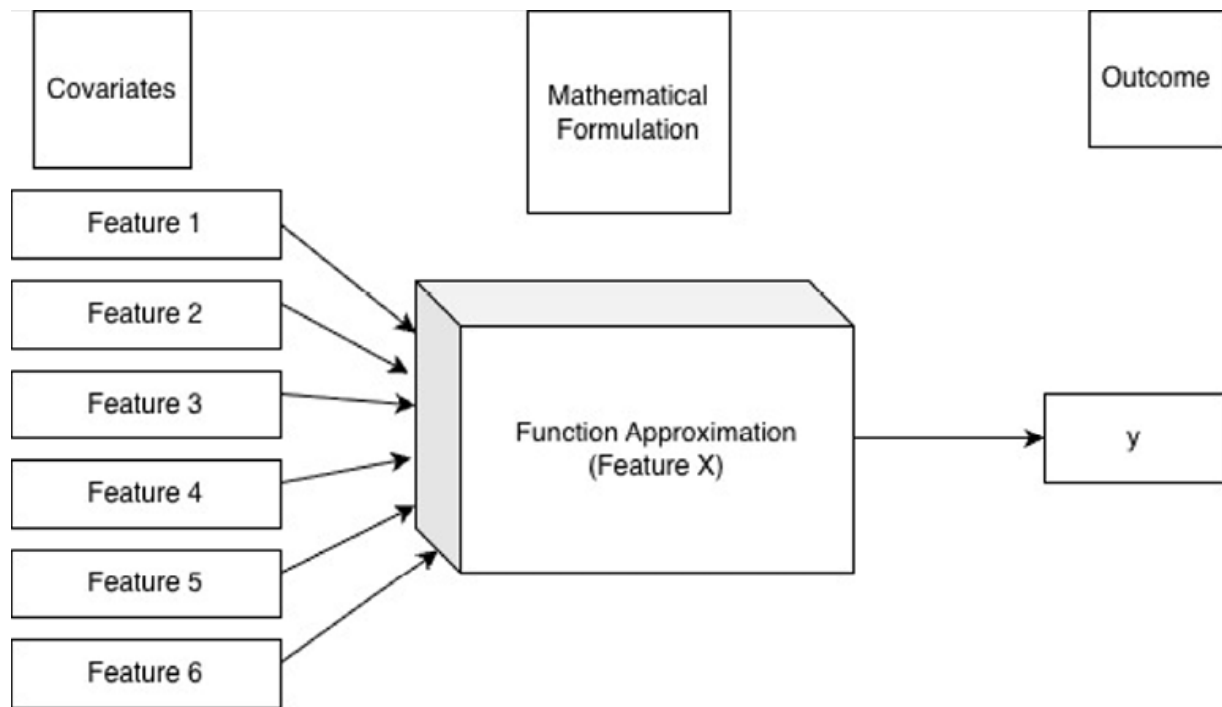 Covariates
Mathematical
Formulation
Outcome
Feature 1
Feature 2
Feature 3
Feature 4
Feature 5
Feature 6
Function Approximation
(Feature X)
y